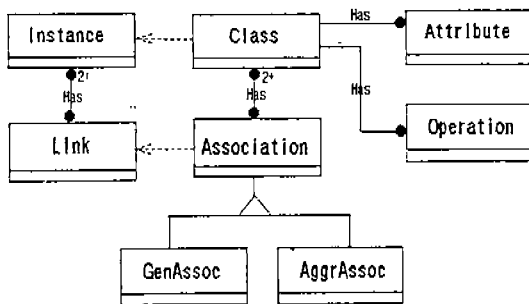 Instance
Class
Has
Attribute
2+
2+
Has
Has
Has
Link
Association
Operation
GenAssoc
AggrAssoc